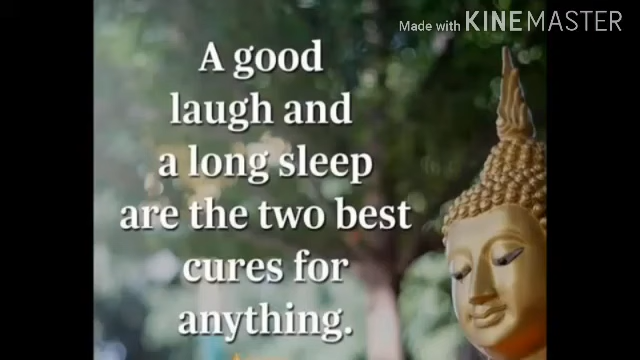 Made with KINEMASTER
A good
laugh and
a long sleep
are the two best
cures for
anything.